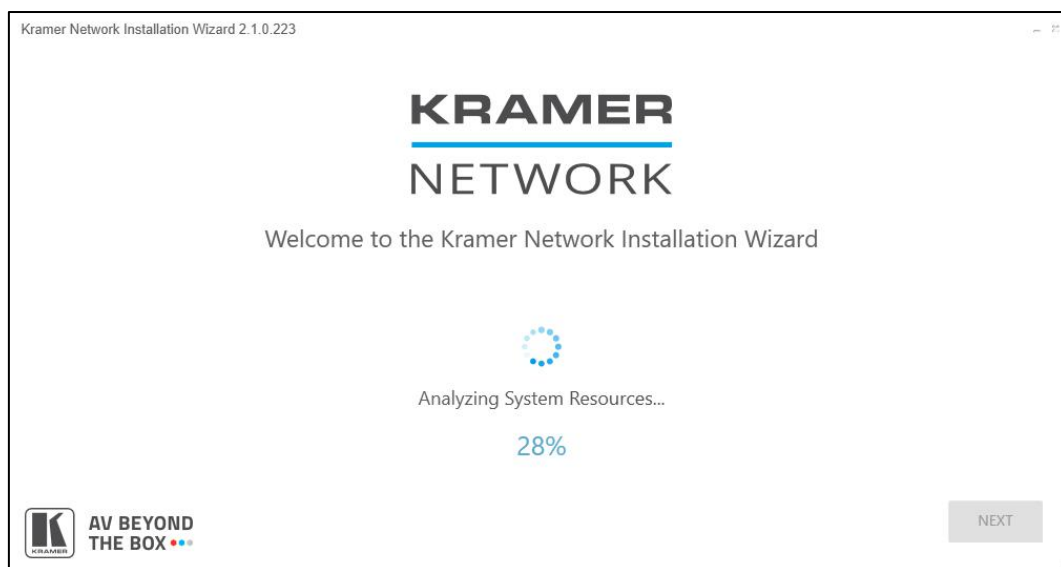 Kramer Network Installation Wizard 2.1.0.223
KRAMER
NETWORK
Welcome to the Kramer Network Installation Wizard
Analyzing System Resources...
28%
KRAMER
AV BEYOND
THE BOX
NEXT